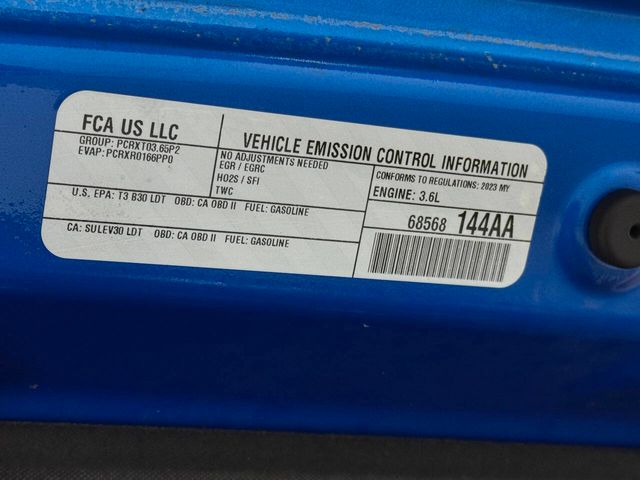 FCA US LLC
GROUP: PCRXT03.65P2
EVAP: PCRXR0166PP0
VEHICLE EMISSION CONTROL INFORMATION
NO ADJUSTMENTS NEEDED
EGR / EGRC
HO2S / SFI
TWC
CONFORMS TO REGULATIONS: 2023 MY
ENGINE: 3.6L
U.S. EPA: T3 B30 LDT OBD: CA OBD II FUEL: GASOLINE
CA: SULEV30 LDT OBD: CA OBD II FUEL: GASOLINE
68568 144AA